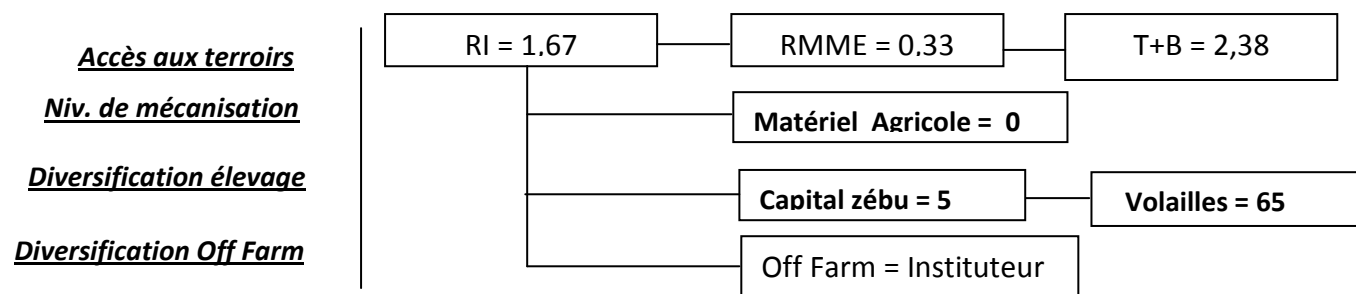 Accès aux terroirs
RI = 1,67
RMME = 0,33
T+B = 2,38
Niv. de mécanisation
Matériel Agricole = 0
Diversification élevage
Capital zébu = 5
Volailles = 65
Diversification Off Farm
Off Farm = Instituteur